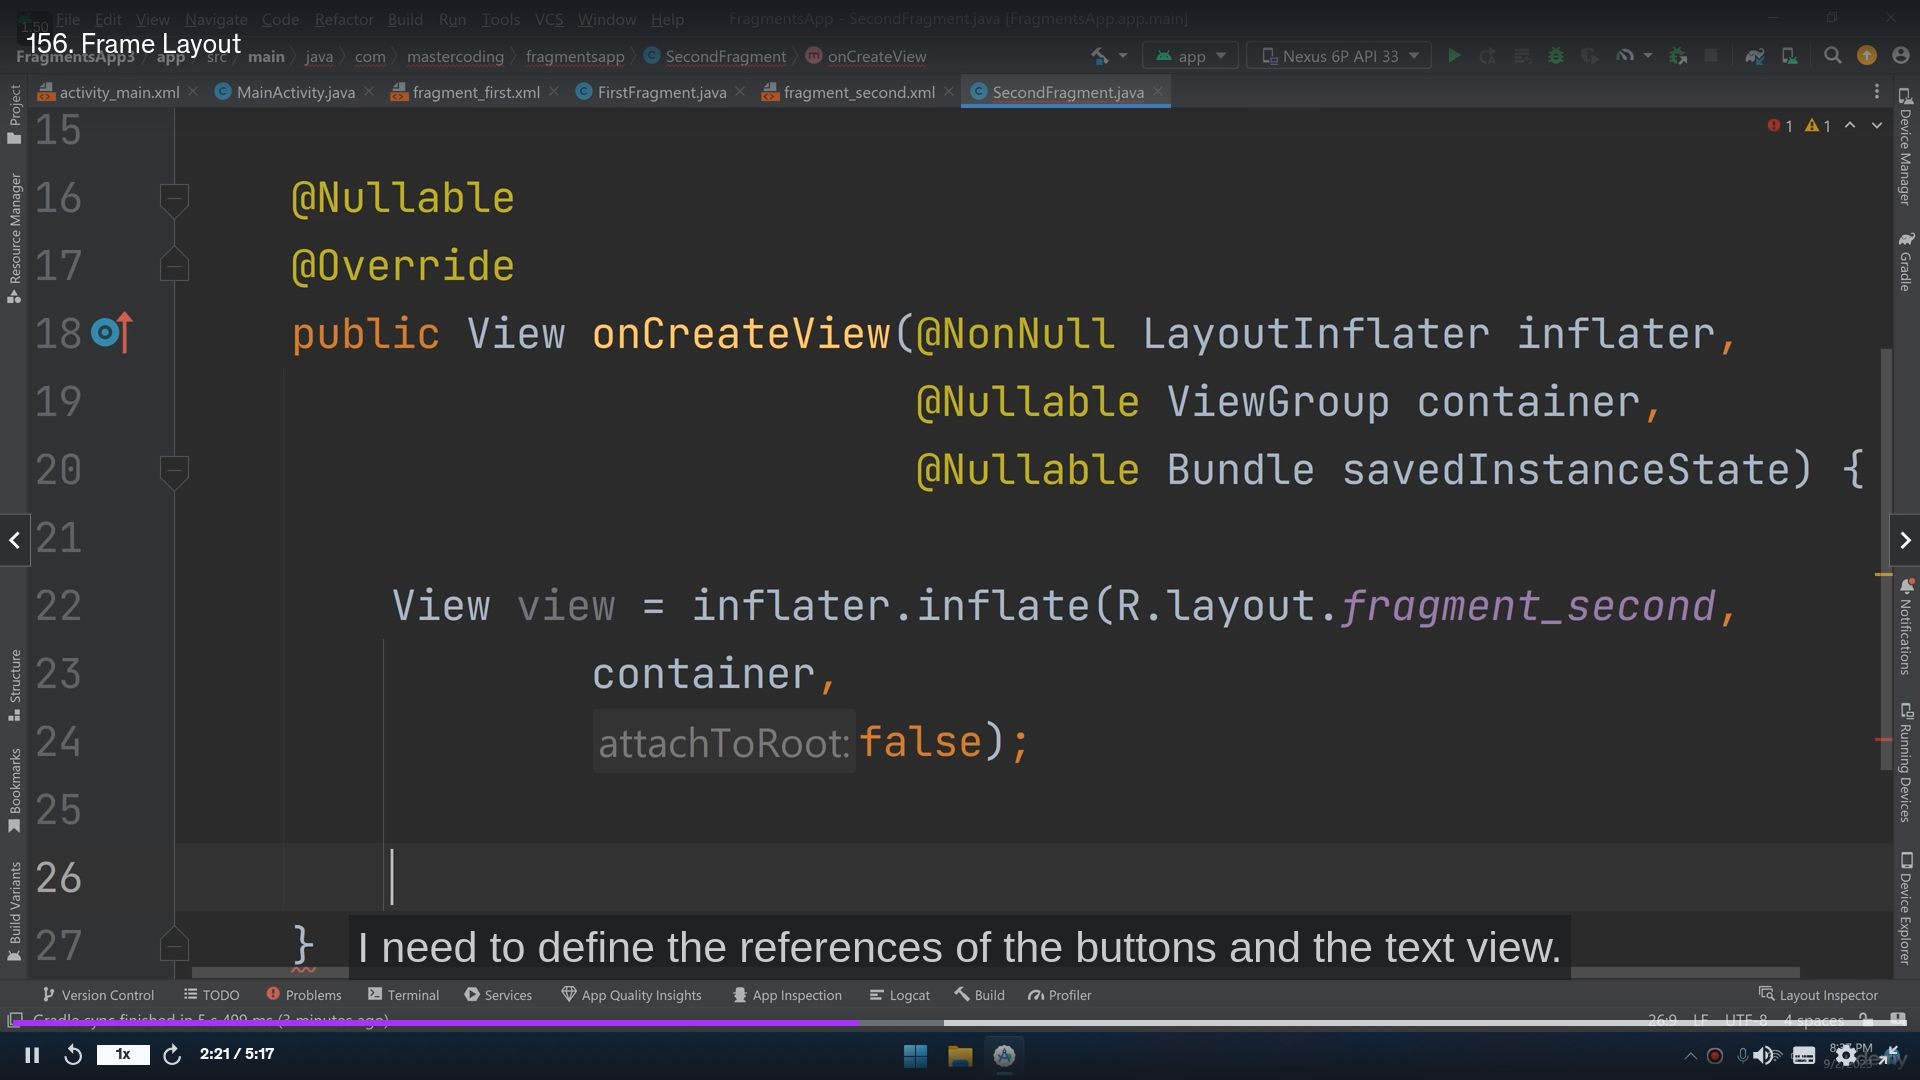 File Edit View Navigate Code Refactor Build Run Tools VCS Window Help FragmentsApp - SecondFragment.java [FragmentsApp.app.main]
156. Frame Layout
FragmentsApp3 app src main java com mastercoding fragmentsapp SecondFragment onCreateView app Nexus 6P API 33
activity_main.xml MainActivity.java fragment_first.xml FirstFragment.java fragment_second.xml SecondFragment.java
Project
Resource Manager
Structure
Bookmarks
Build Variants
15
1 1
16 @Nullable
17 @Override
18 public View onCreateView(@NonNull LayoutInflater inflater,
19 @Nullable ViewGroup container,
20 @Nullable Bundle savedInstanceState) {
21
22 View view = inflater.inflate(R.layout.fragment_second,
23 container,
24 attachToRoot: false);
25
26
27 }
I need to define the references of the buttons and the text view.
Device Manager
Gradle
Notifications
Running Devices
Device Explorer
Version Control TODO Problems Terminal Services App Quality Insights App Inspection Logcat Build Profiler Layout Inspector
Gradle sync finished in 5 s 499 ms (3 minutes ago) 26:9 LF UTF-8 4 spaces
1x 2:21 / 5:17